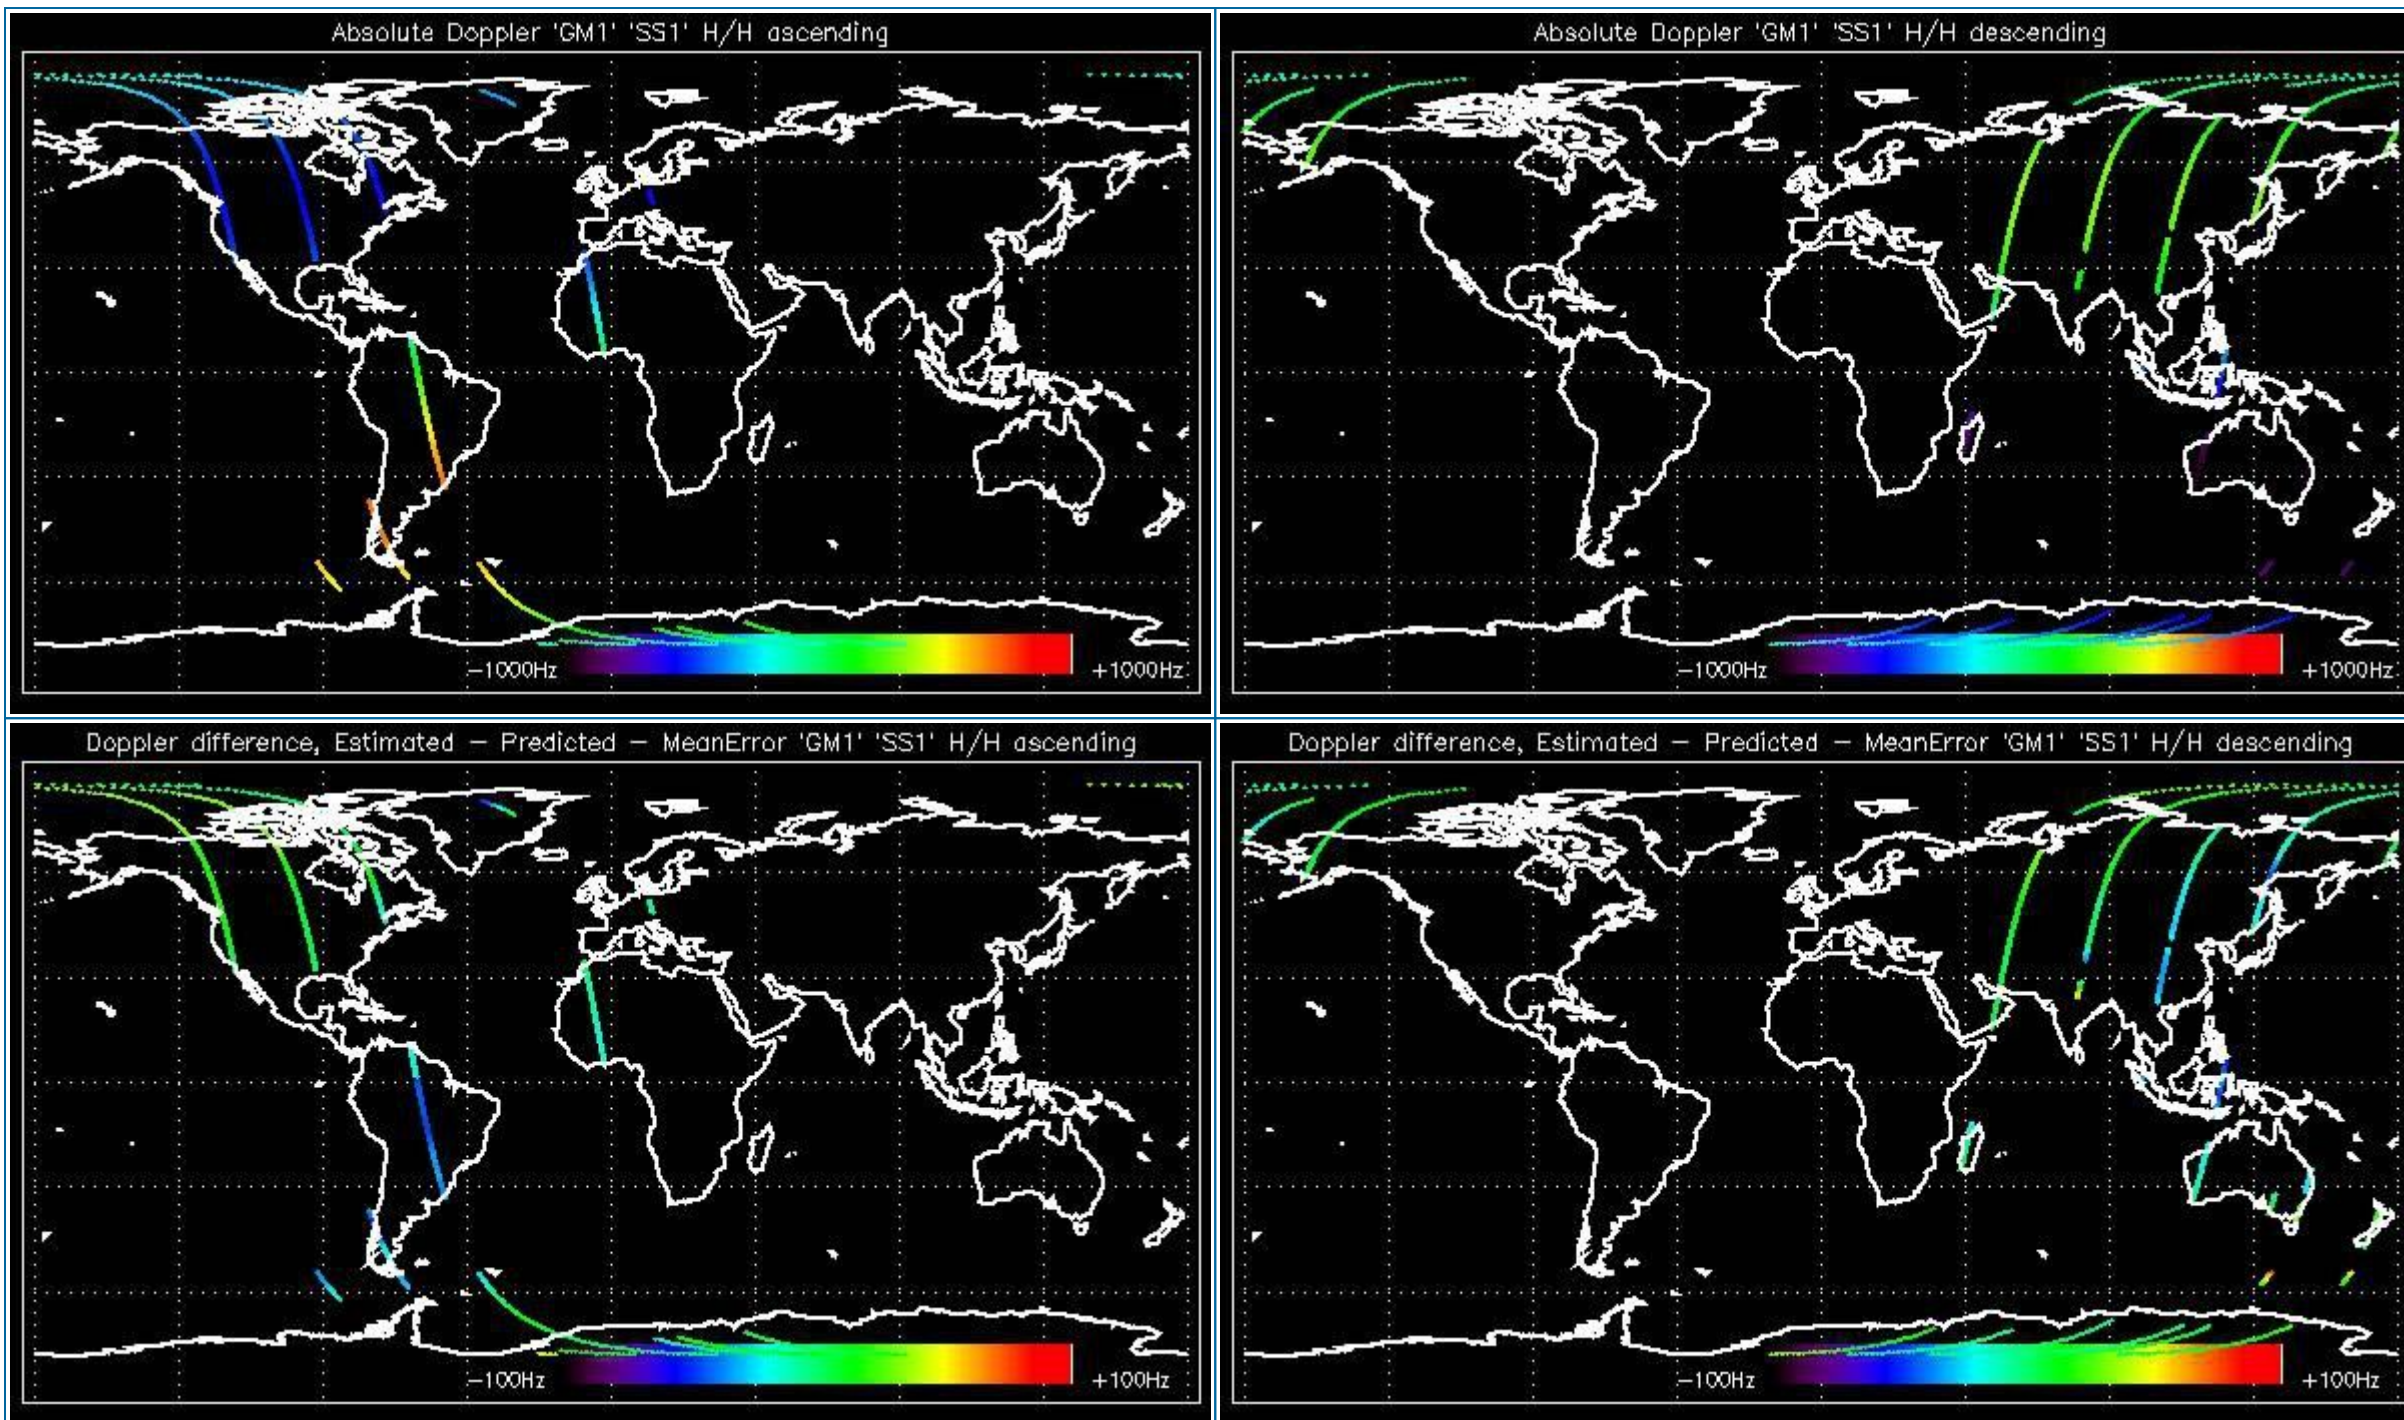 Absolute Doppler 'GM1' 'SS1' H/H ascending
−1000Hz
+1000Hz
Absolute Doppler 'GM1' 'SS1' H/H descending
−1000Hz
+1000Hz
Doppler difference, Estimated − Predicted − MeanError 'GM1' 'SS1' H/H ascending
−100Hz
+100Hz
Doppler difference, Estimated − Predicted − MeanError 'GM1' 'SS1' H/H descending
−100Hz
+100Hz